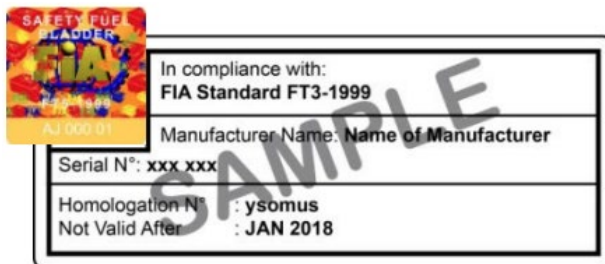 SAFETY FUEL
BLADDER
FIA
FT3-1999
AJ 000 01
In compliance with:
FIA Standard FT3-1999
Manufacturer Name: Name of Manufacturer
Serial N°: xxx xxx
Homologation N° : ysomus
Not Valid After : JAN 2018
SAMPLE